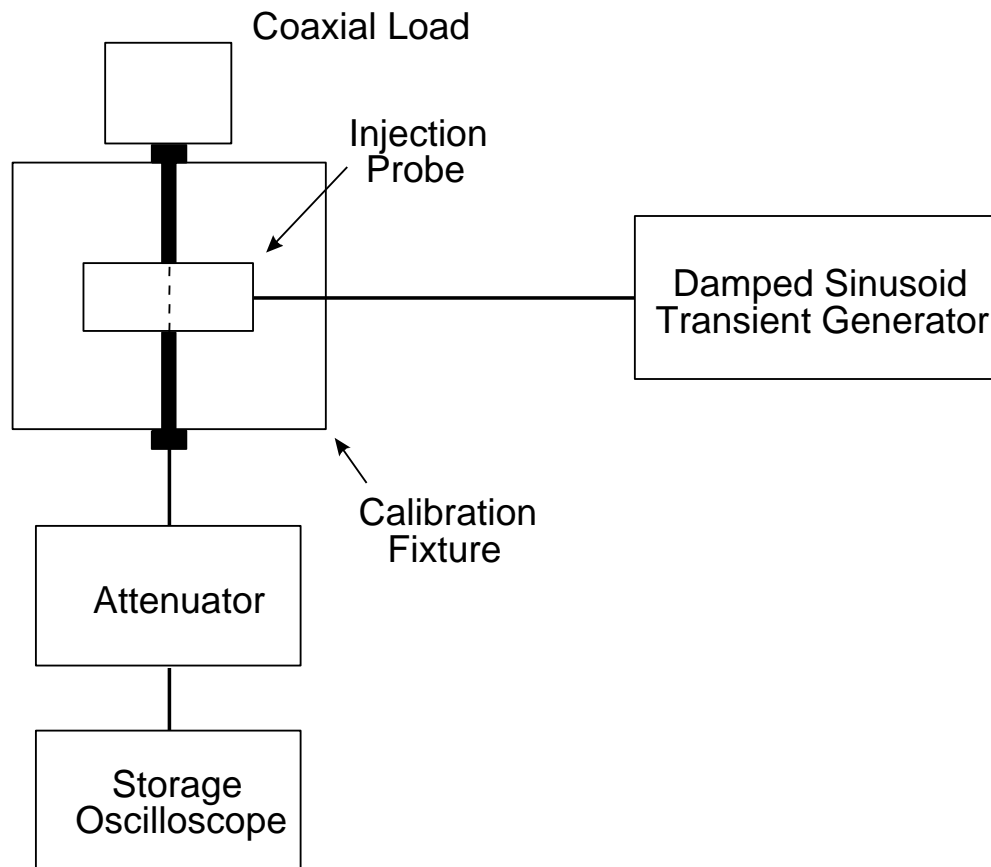 Coaxial Load
Injection
Probe
Damped Sinusoid
Transient Generator
Calibration
Fixture
Attenuator
Storage
Oscilloscope